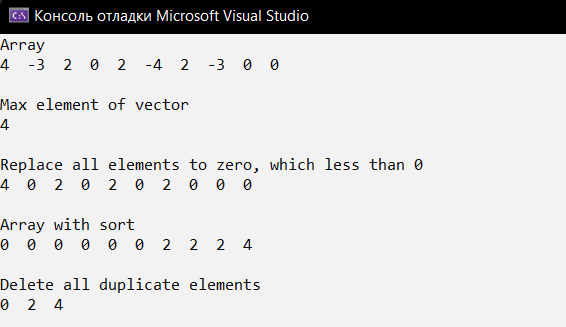 Консоль отладки Microsoft Visual Studio
Array
4  -3  2  0  2  -4  2  -3  0  0
Max element of vector
4
Replace all elements to zero, which less than 0
4  0  2  0  2  0  2  0  0  0
Array with sort
0  0  0  0  0  0  2  2  2  4
Delete all duplicate elements
0  2  4